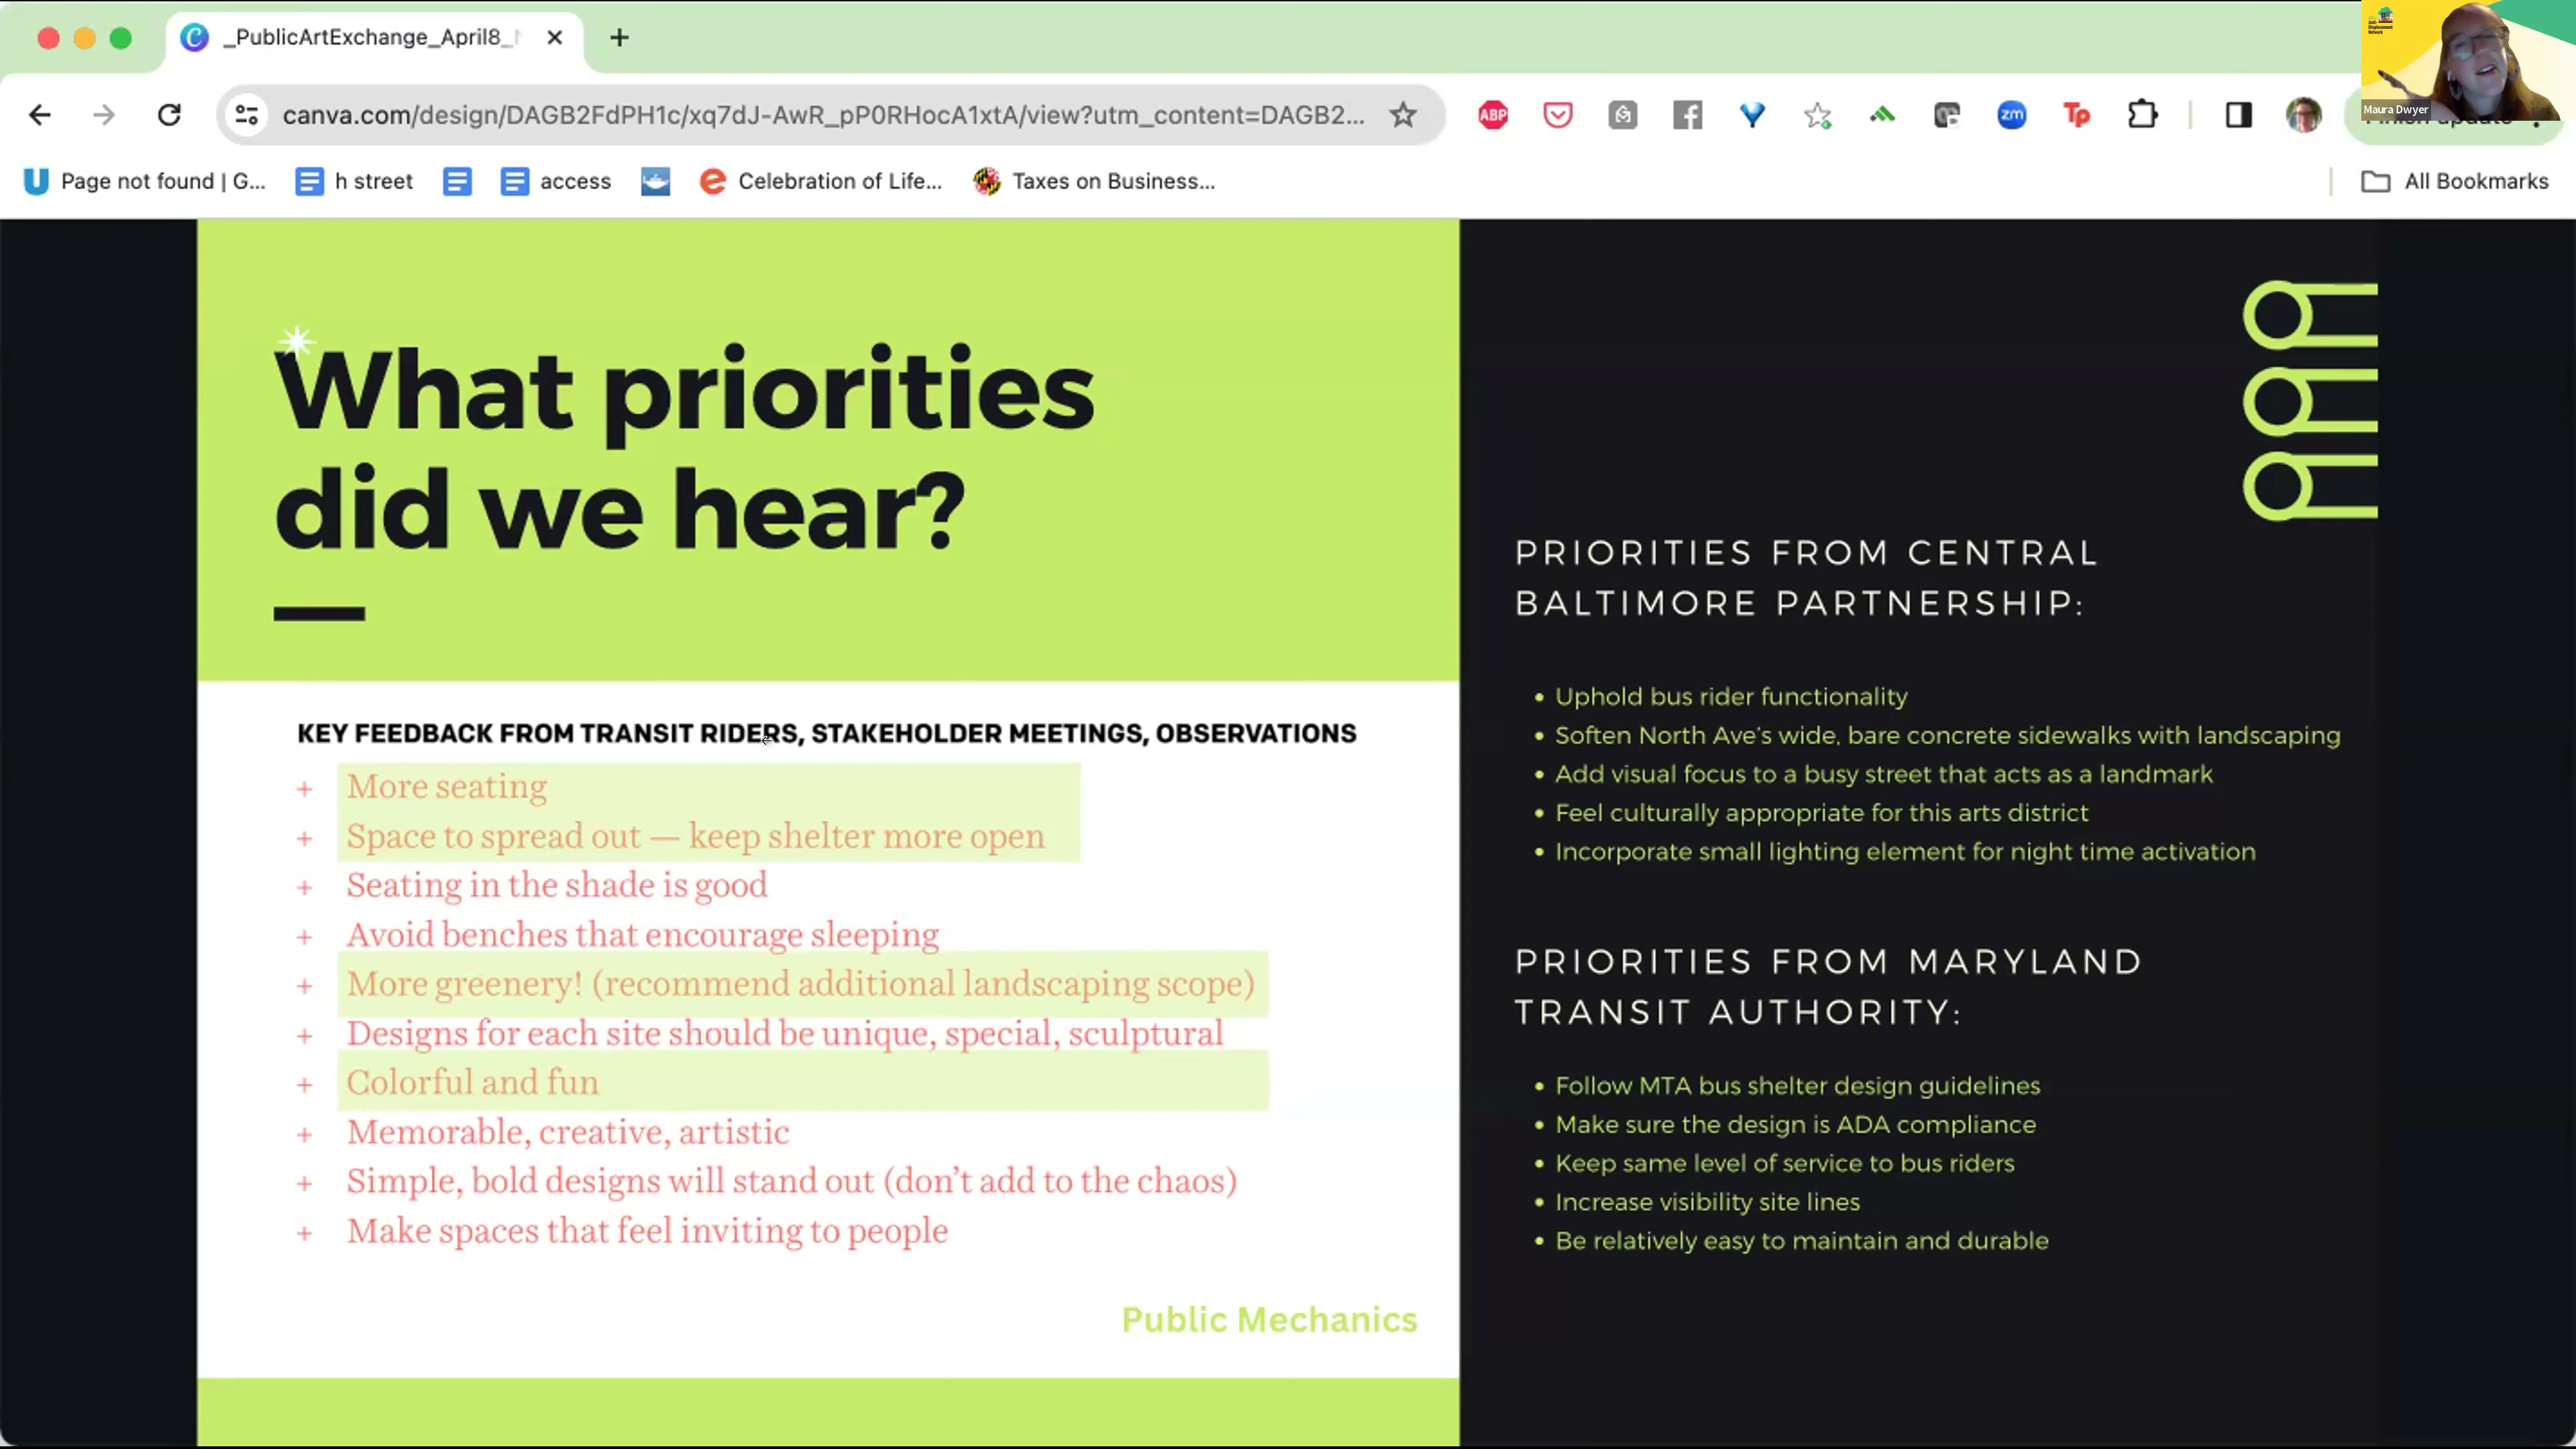 _PublicArtExchange_April8_
canva.com/design/DAGB2FdPH1c/xq7dJ-AwR_pP0RHocA1xtA/view?utm_content=DAGB2...
ABP
zm
Tp
Maura Dwyer
Page not found | G...
h street
access
Celebration of Life...
Taxes on Business...
All Bookmarks
What priorities
did we hear?
KEY FEEDBACK FROM TRANSIT RIDERS, STAKEHOLDER MEETINGS, OBSERVATIONS
+ More seating
+ Space to spread out — keep shelter more open
+ Seating in the shade is good
+ Avoid benches that encourage sleeping
+ More greenery! (recommend additional landscaping scope)
+ Designs for each site should be unique, special, sculptural
+ Colorful and fun
+ Memorable, creative, artistic
+ Simple, bold designs will stand out (don't add to the chaos)
+ Make spaces that feel inviting to people
Public Mechanics
PRIORITIES FROM CENTRAL
BALTIMORE PARTNERSHIP:
• Uphold bus rider functionality
• Soften North Ave's wide, bare concrete sidewalks with landscaping
• Add visual focus to a busy street that acts as a landmark
• Feel culturally appropriate for this arts district
• Incorporate small lighting element for night time activation
PRIORITIES FROM MARYLAND
TRANSIT AUTHORITY:
• Follow MTA bus shelter design guidelines
• Make sure the design is ADA compliance
• Keep same level of service to bus riders
• Increase visibility site lines
• Be relatively easy to maintain and durable